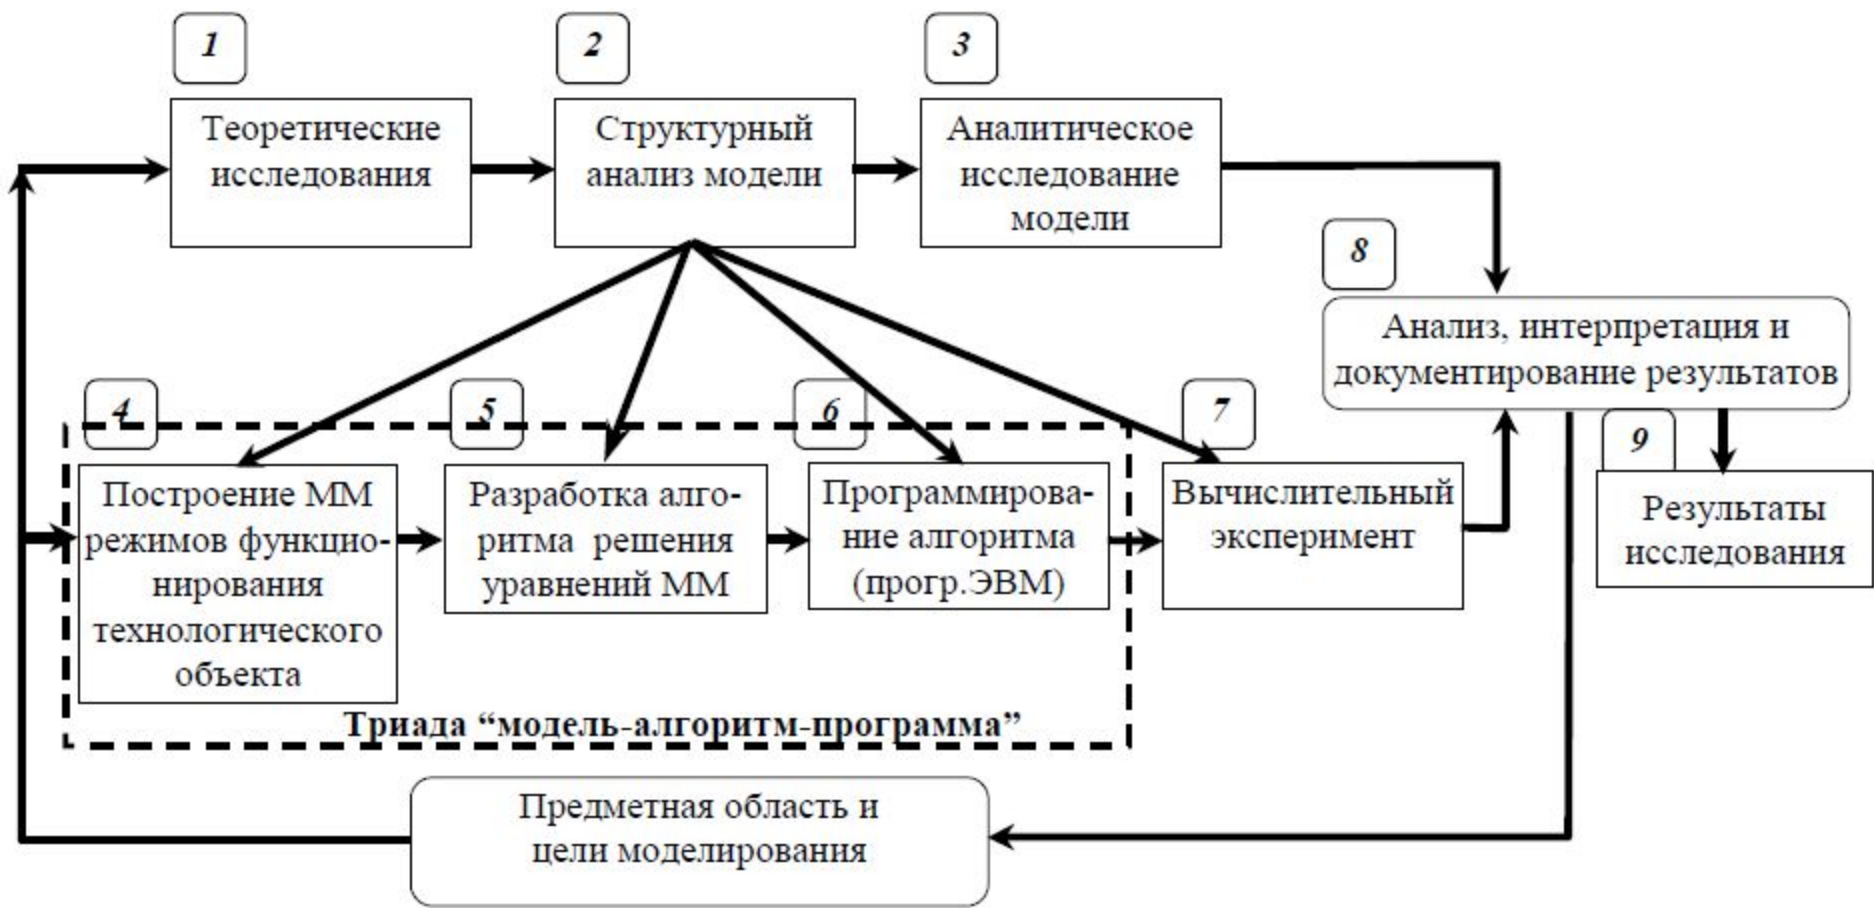 1
Теоретические
исследования
2
Структурный
анализ модели
3
Аналитическое
исследование
модели
4
Построение ММ
режимов функцио-
нирования
технологического
объекта
5
Разработка алго-
ритма решения
уравнений ММ
6
Программирова-
ние алгоритма
(прогр.ЭВМ)
Триада “модель-алгоритм-программа”
7
Вычислительный
эксперимент
8
Анализ, интерпретация и
документирование результатов
9
Результаты
исследования
Предметная область и
цели моделирования